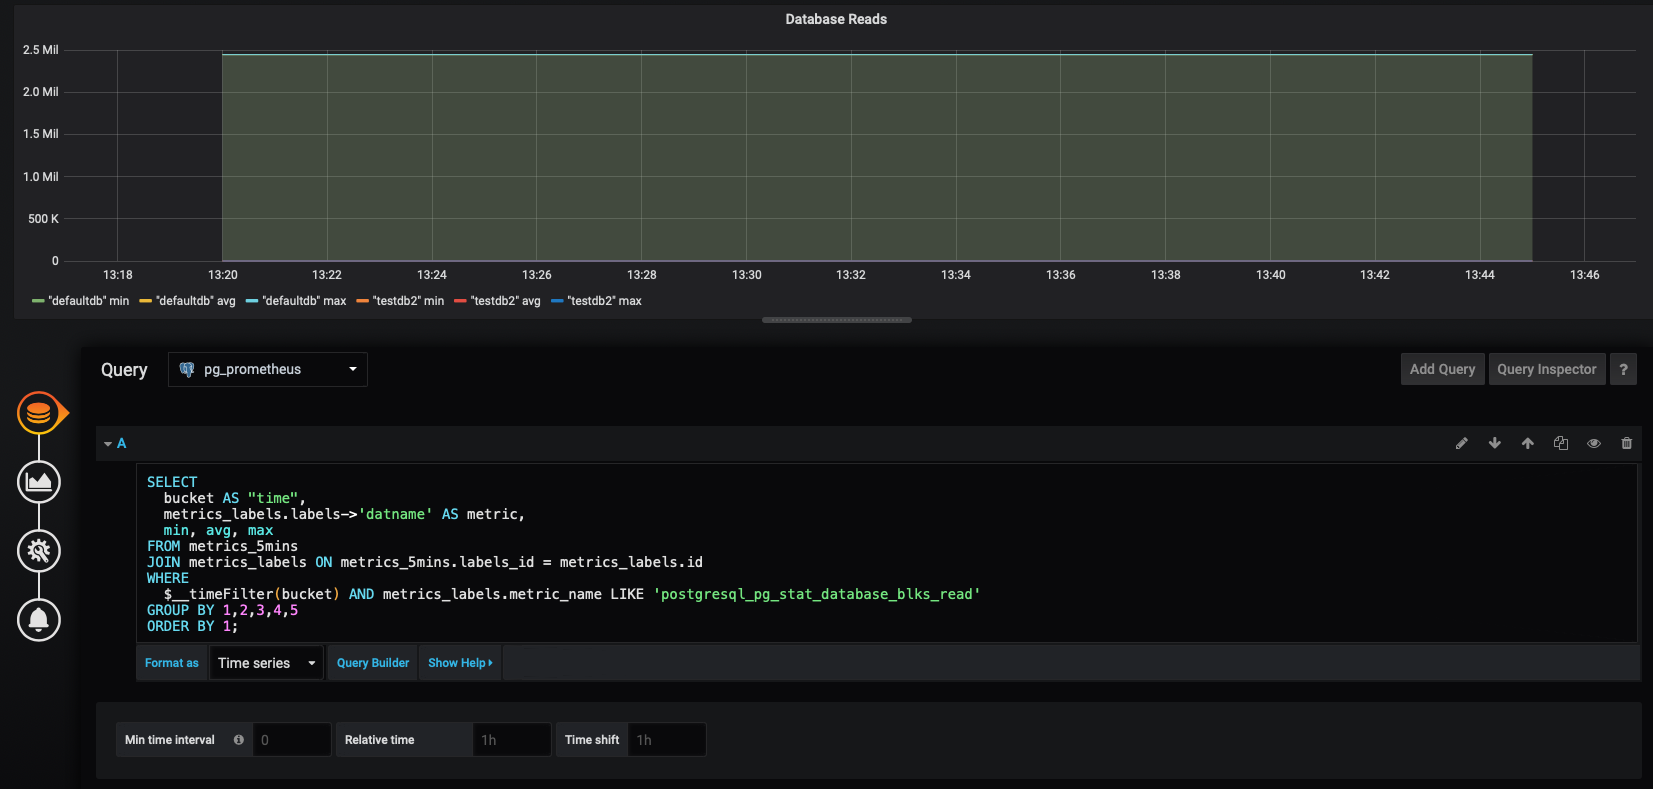 Database Reads
2.5 Mil
2.0 Mil
1.5 Mil
1.0 Mil
500 K
0
13:18 13:20 13:22 13:24 13:26 13:28 13:30 13:32 13:34 13:36 13:38 13:40 13:42 13:44 13:46
"defaultdb" min "defaultdb" avg "defaultdb" max "testdb2" min "testdb2" avg "testdb2" max
Query pg_prometheus Add Query Query Inspector ?
A
SELECT
bucket AS "time",
metrics_labels.labels->'datname' AS metric,
min, avg, max
FROM metrics_5mins
JOIN metrics_labels ON metrics_5mins.labels_id = metrics_labels.id
WHERE
$__timeFilter(bucket) AND metrics_labels.metric_name LIKE 'postgresql_pg_stat_database_blks_read'
GROUP BY 1,2,3,4,5
ORDER BY 1;
Format as Time series Query Builder Show Help
Min time interval 0 Relative time 1h Time shift 1h